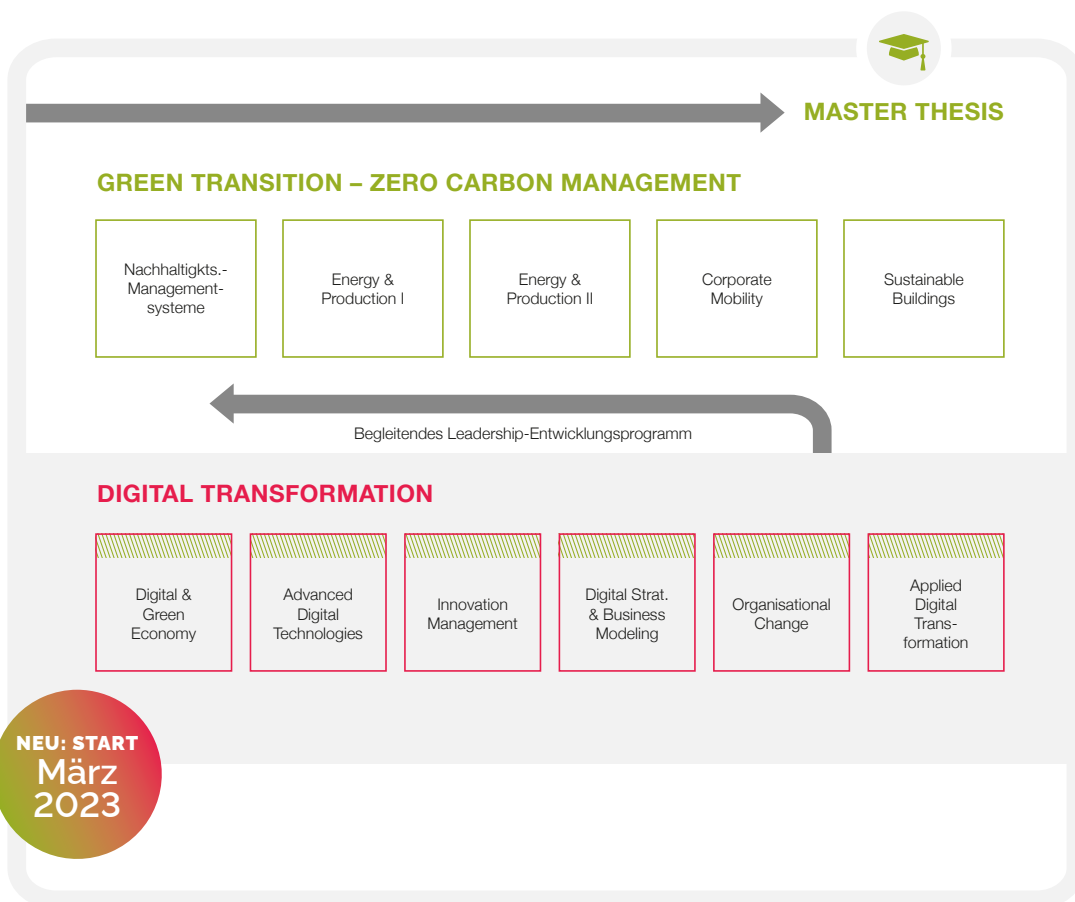 MASTER THESIS
GREEN TRANSITION – ZERO CARBON MANAGEMENT
Nachhaltigkts.-
Management-
systeme
Energy &
Production I
Energy &
Production II
Corporate
Mobility
Sustainable
Buildings
Begleitendes Leadership-Entwicklungsprogramm
DIGITAL TRANSFORMATION
Digital &
Green
Economy
Advanced
Digital
Technologies
Innovation
Management
Digital Strat.
& Business
Modeling
Organisational
Change
Applied
Digital
Trans-
formation
NEU: START
März
2023